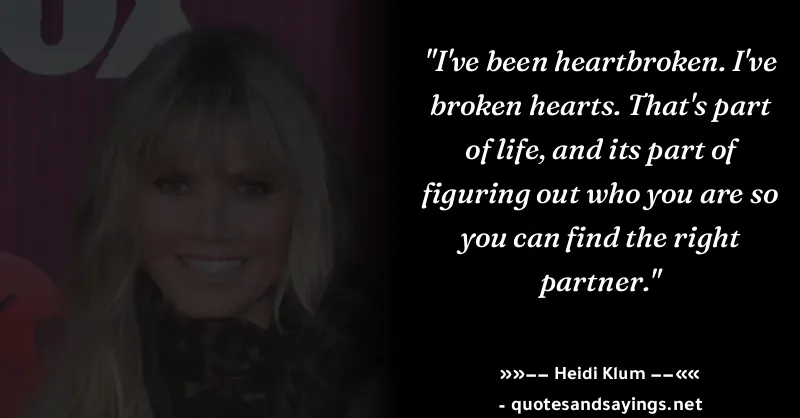 "I've been heartbroken. I've
broken hearts. That's part
of life, and its part of
figuring out who you are so
you can find the right
partner."
»»−− Heidi Klum −−««
- quotesandsayings.net